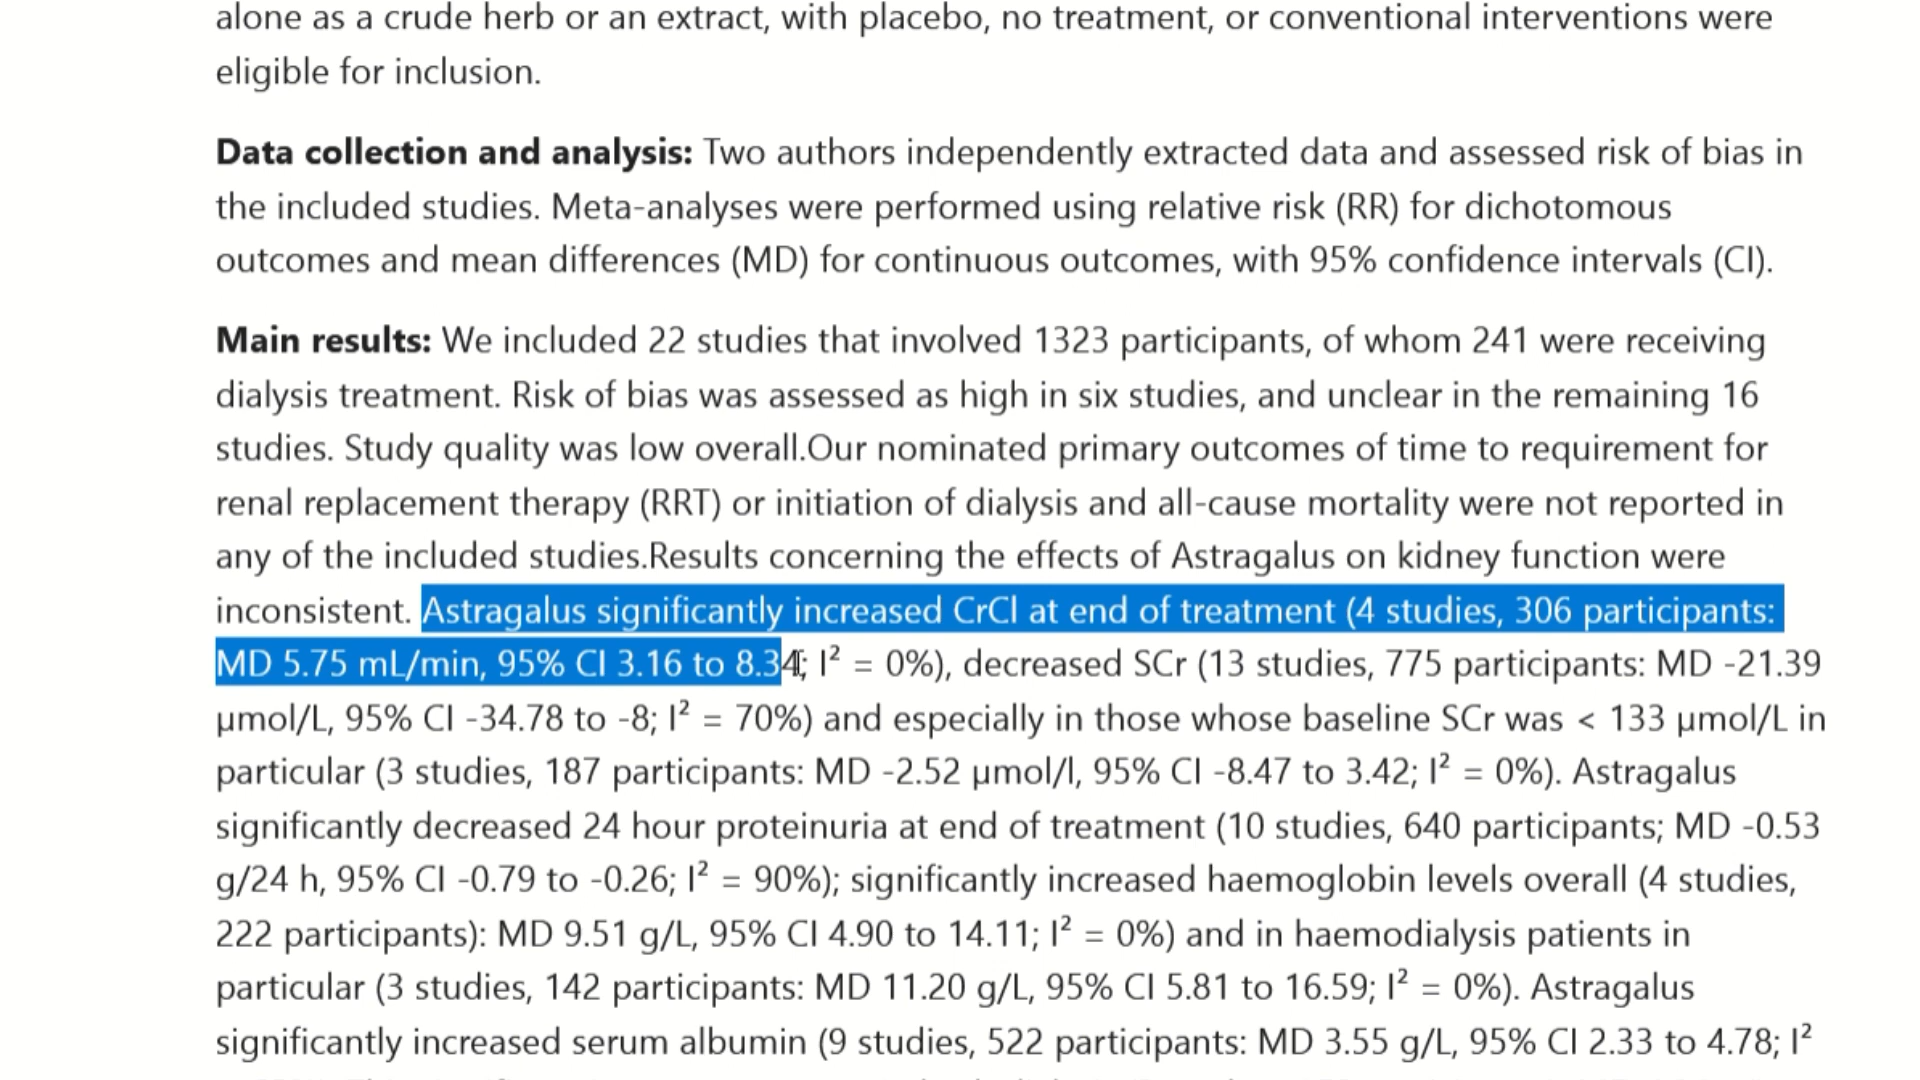 alone as a crude herb or an extract, with placebo, no treatment, or conventional interventions were
eligible for inclusion.
Data collection and analysis: Two authors independently extracted data and assessed risk of bias in
the included studies. Meta-analyses were performed using relative risk (RR) for dichotomous
outcomes and mean differences (MD) for continuous outcomes, with 95% confidence intervals (CI).
Main results: We included 22 studies that involved 1323 participants, of whom 241 were receiving
dialysis treatment. Risk of bias was assessed as high in six studies, and unclear in the remaining 16
studies. Study quality was low overall.Our nominated primary outcomes of time to requirement for
renal replacement therapy (RRT) or initiation of dialysis and all-cause mortality were not reported in
any of the included studies.Results concerning the effects of Astragalus on kidney function were
inconsistent. Astragalus significantly increased CrCl at end of treatment (4 studies, 306 participants:
MD 5.75 mL/min, 95% CI 3.16 to 8.34; I² = 0%), decreased SCr (13 studies, 775 participants: MD -21.39
µmol/L, 95% CI -34.78 to -8; I² = 70%) and especially in those whose baseline SCr was < 133 µmol/L in
particular (3 studies, 187 participants: MD -2.52 µmol/l, 95% CI -8.47 to 3.42; I² = 0%). Astragalus
significantly decreased 24 hour proteinuria at end of treatment (10 studies, 640 participants; MD -0.53
g/24 h, 95% CI -0.79 to -0.26; I² = 90%); significantly increased haemoglobin levels overall (4 studies,
222 participants): MD 9.51 g/L, 95% CI 4.90 to 14.11; I² = 0%) and in haemodialysis patients in
particular (3 studies, 142 participants: MD 11.20 g/L, 95% CI 5.81 to 16.59; I² = 0%). Astragalus
significantly increased serum albumin (9 studies, 522 participants: MD 3.55 g/L, 95% CI 2.33 to 4.78; I²